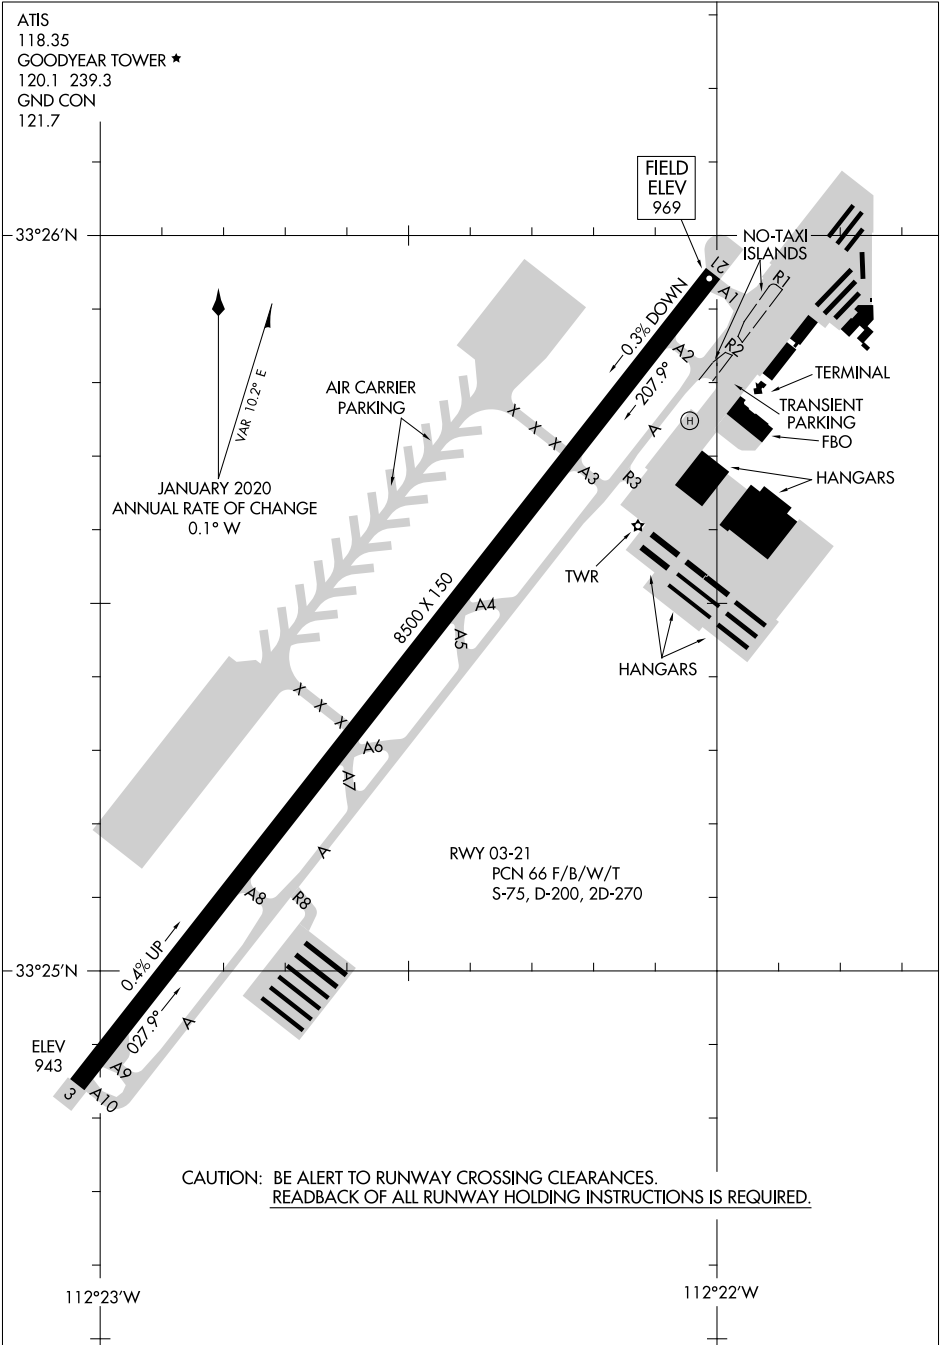 ATIS
118.35
GOODYEAR TOWER ★
120.1 239.3
GND CON
121.7
FIELD
ELEV
969
33°26'N
NO-TAXI
ISLANDS
21
A1
R1
0.3% DOWN
A2
R2
207.9°
VAR 10.2° E
AIR CARRIER
PARKING
TERMINAL
TRANSIENT
PARKING
FBO
A
H
HANGARS
A3
R3
JANUARY 2020
ANNUAL RATE OF CHANGE
0.1° W
X X X
TWR
8500 X 150
A4
A5
HANGARS
X X X
A6
A7
A
RWY 03-21
PCN 66 F/B/W/T
S-75, D-200, 2D-270
A8
R8
0.4% UP
33°25'N
027.9°
A
ELEV
943
A9
3
A10
CAUTION: BE ALERT TO RUNWAY CROSSING CLEARANCES.
READBACK OF ALL RUNWAY HOLDING INSTRUCTIONS IS REQUIRED.
112°23'W
112°22'W